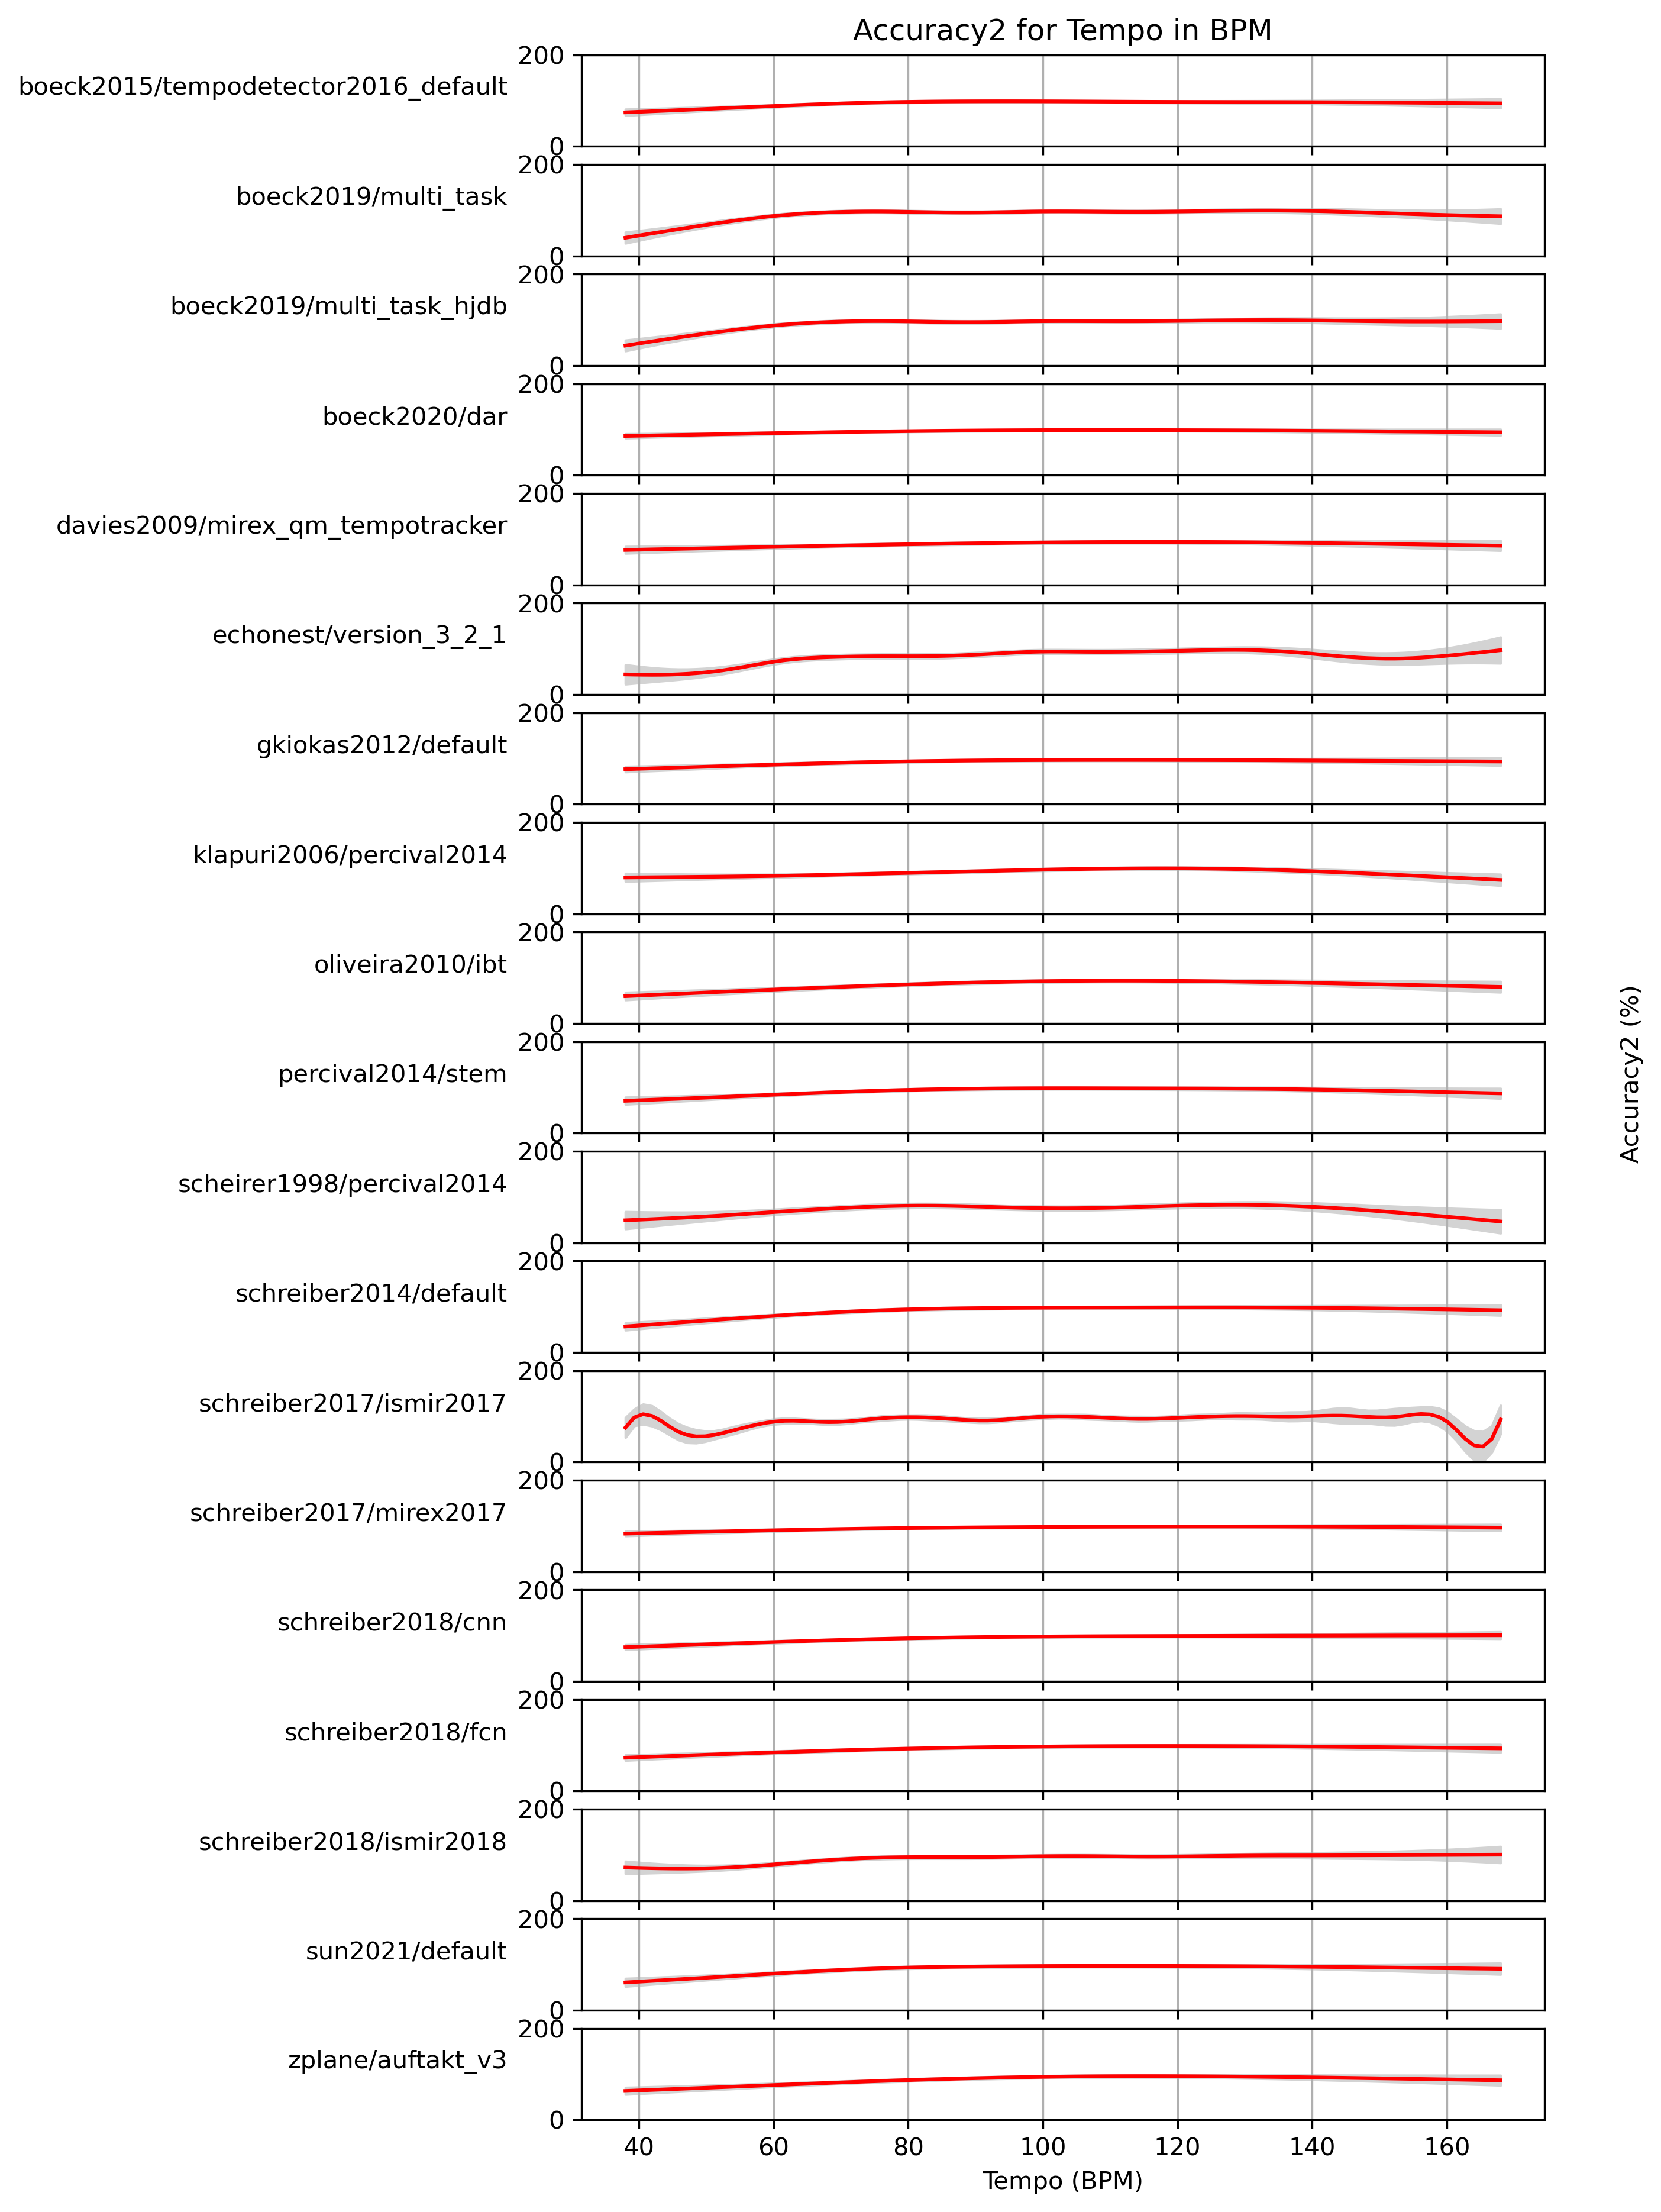 Accuracy2 for Tempo in BPM
200
boeck2015/tempodetector2016_default
0
200
boeck2019/multi_task
0
200
boeck2019/multi_task_hjdb
0
200
boeck2020/dar
0
200
davies2009/mirex_qm_tempotracker
0
200
echonest/version_3_2_1
0
200
gkiokas2012/default
0
200
klapuri2006/percival2014
0
200
oliveira2010/ibt
0
200
percival2014/stem
0
200
scheirer1998/percival2014
0
200
schreiber2014/default
0
200
schreiber2017/ismir2017
0
200
schreiber2017/mirex2017
0
200
schreiber2018/cnn
0
200
schreiber2018/fcn
0
200
schreiber2018/ismir2018
0
200
sun2021/default
0
200
zplane/auftakt_v3
0
40 60 80 100 120 140 160
Tempo (BPM)
Accuracy2 (%)